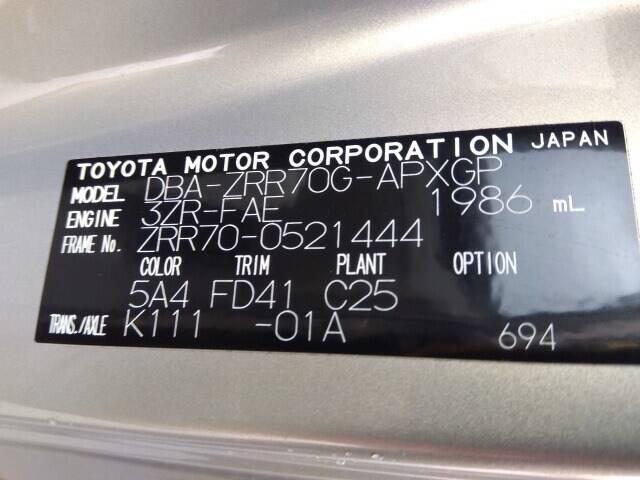 TOYOTA MOTOR CORPORATION JAPAN
MODEL DBA-ZRR70G-APXGP
ENGINE 3ZR-FAE 1986 mL
FRAME No. ZRR70-0521444
COLOR TRIM PLANT OPTION
5A4 FD41 C25
TRANS./AXLE K111 -01A 694